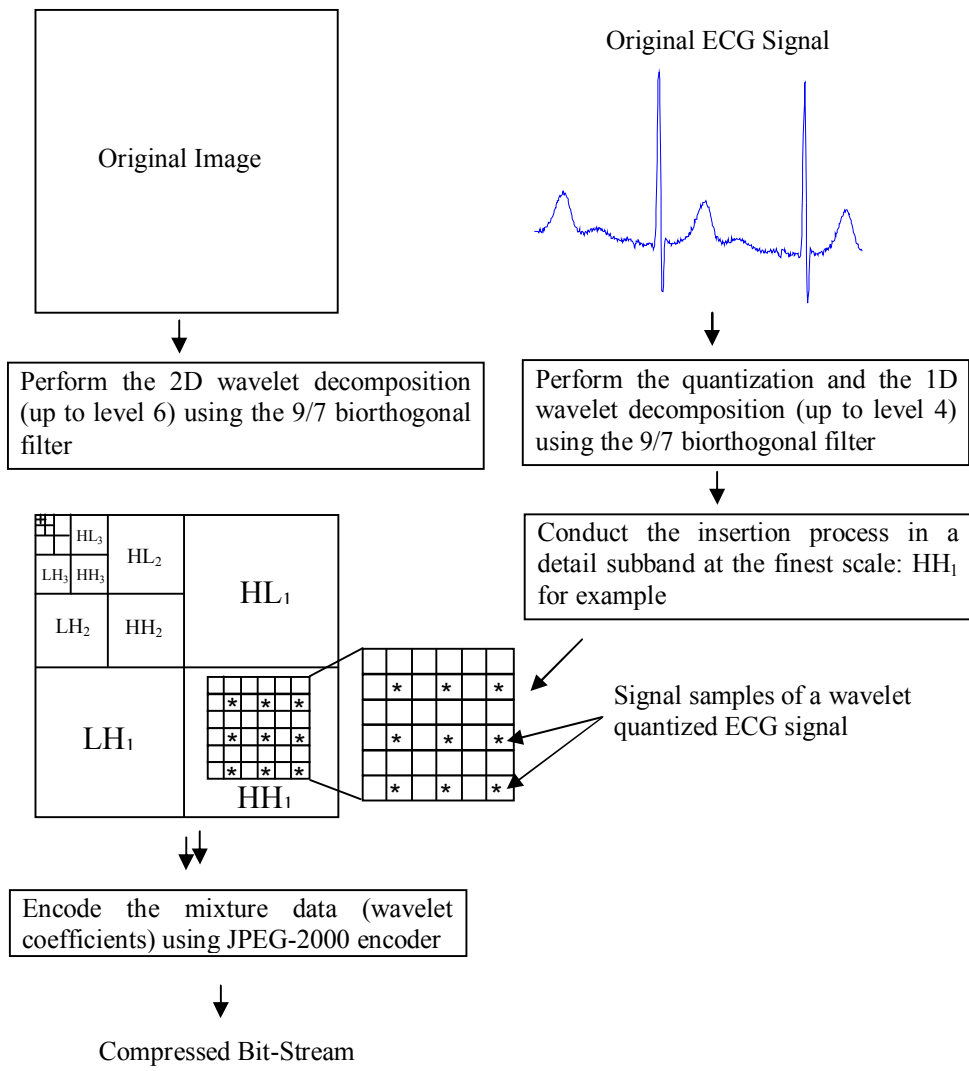 Original ECG Signal
Original Image
Perform the 2D wavelet decomposition
(up to level 6) using the 9/7 biorthogonal
filter
Perform the quantization and the 1D
wavelet decomposition (up to level 4)
using the 9/7 biorthogonal filter
Conduct the insertion process in a
detail subband at the finest scale: HH₁
for example
HL₃
LH₃ HH₃
HL₂
LH₂ HH₂
HL₁
LH₁
HH₁
* * *
* * *
* * *
* * *
* * *
* * *
Signal samples of a wavelet
quantized ECG signal
Encode the mixture data (wavelet
coefficients) using JPEG-2000 encoder
Compressed Bit-Stream